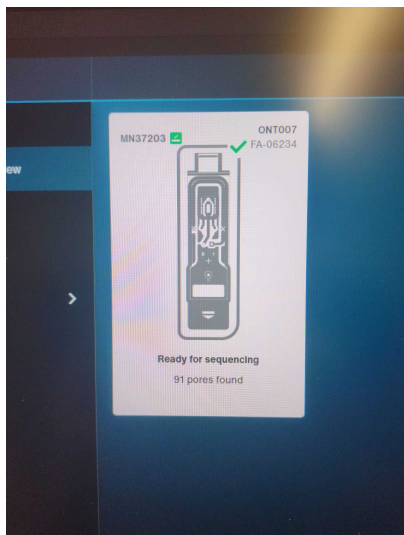 ew
MN37203
ONT007
FA-06234
Ready for sequencing
91 pores found